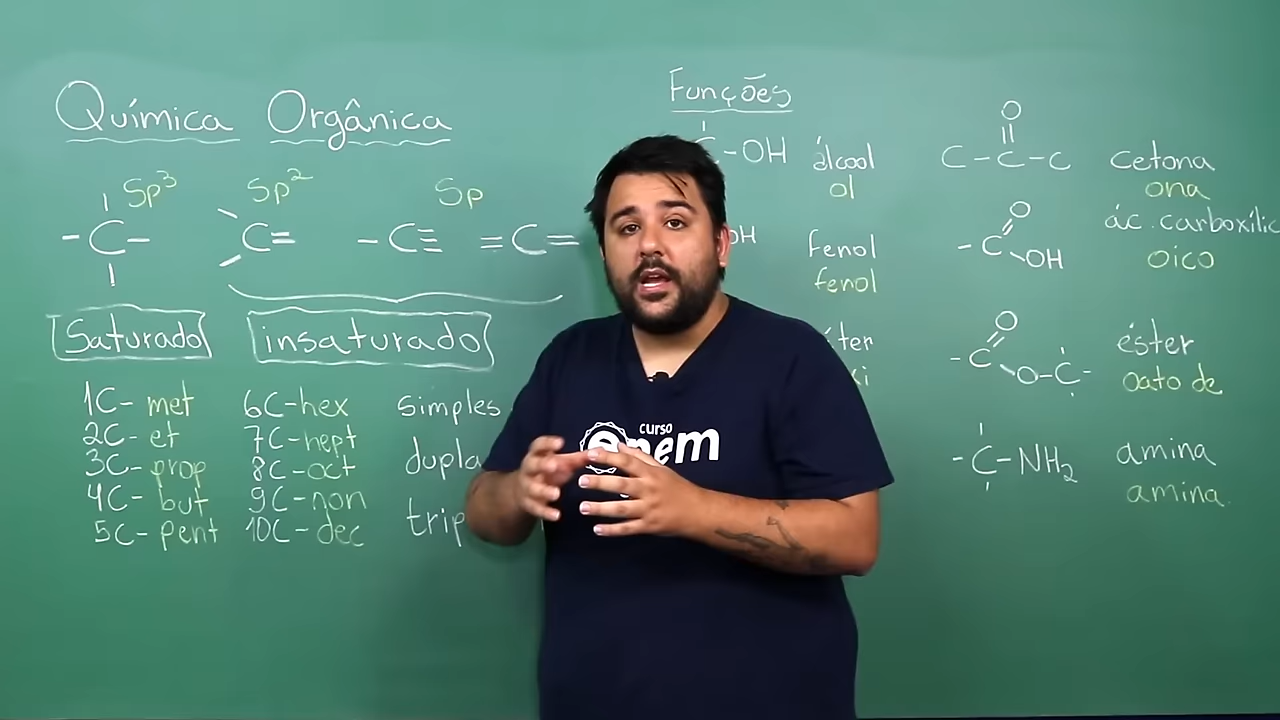 Química Orgânica
Sp³ Sp² Sp
-C- C= -C≡ ≡C=
Saturado insaturado
1C- met
2C- et
3C- prop
4C- but
5C- pent
6C- hex
7C- hept
8C- oct
9C- non
10C- dec
simples
dupla
curso
enem
Funções
-OH álcool
ol
OH Fenol
fenol
O
C-C-C cetona
ona
O
-C
OH
ác. carboxílic
oico
O
-C
O-C-
éster
oato de
-C-NH₂ amina
amina